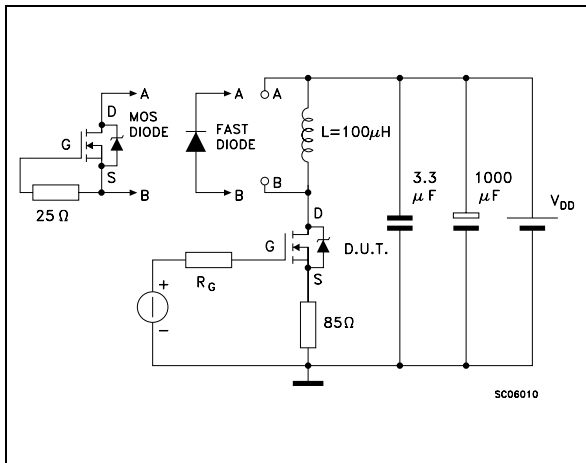 A
D
MOS
DIODE
G
S
B
25 Ω
A
FAST
DIODE
B
A
L=100μH
B
D
G
D.U.T.
S
R_G
+
−
85Ω
3.3
μF
1000
μF
V_DD
SC06010